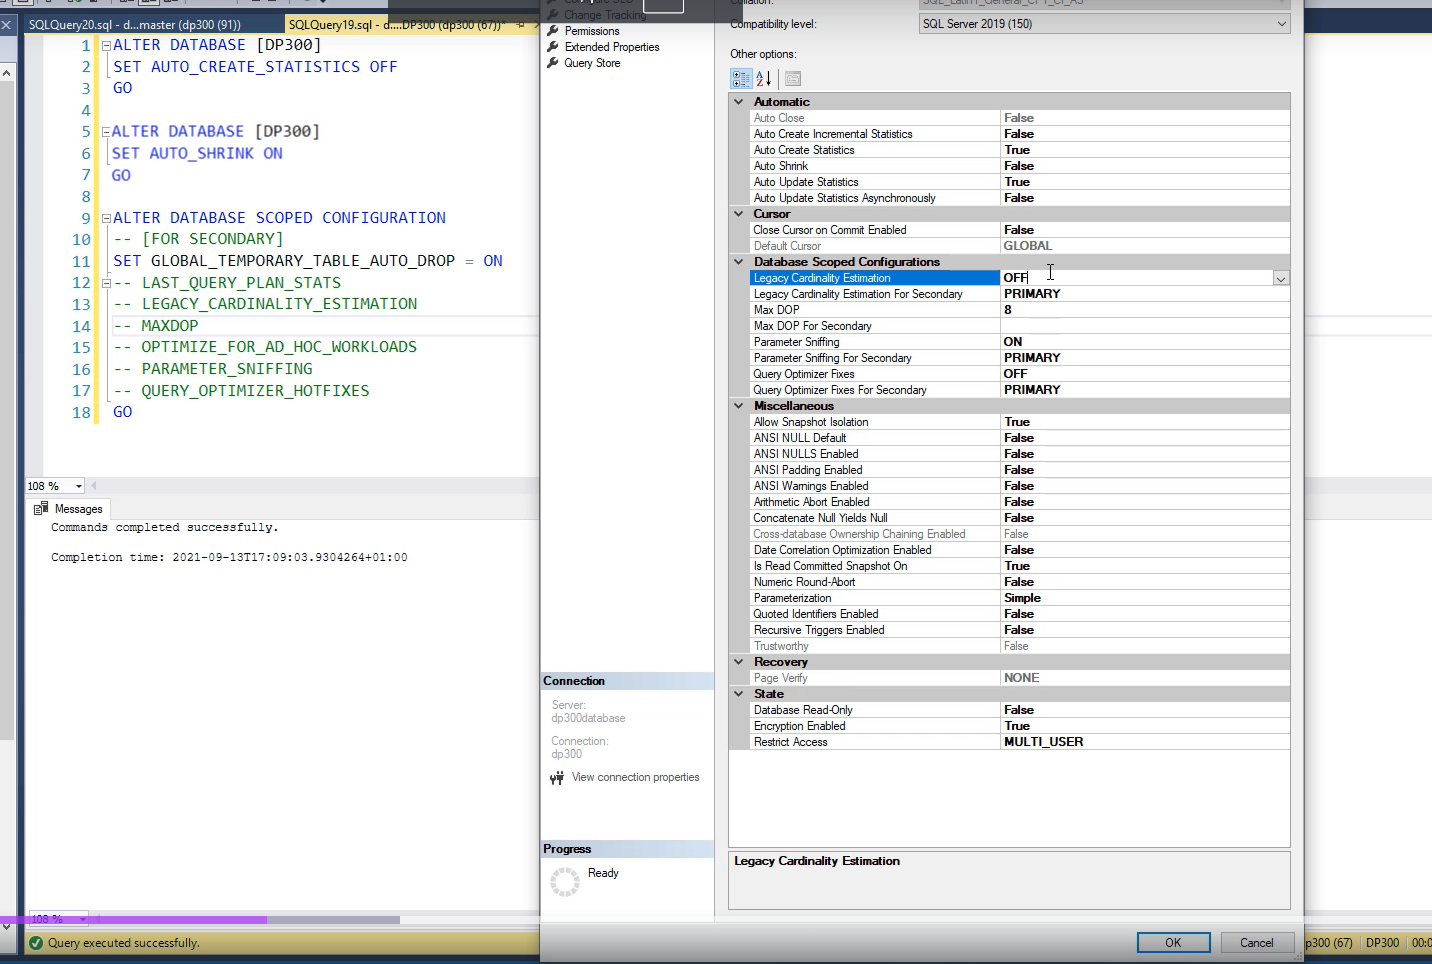 SQLQuery20.sql - d...master (dp300 (91))
SQLQuery19.sql - d....DP300 (dp300 (67))*
1 ALTER DATABASE [DP300]
2 SET AUTO_CREATE_STATISTICS OFF
3 GO
4
5 ALTER DATABASE [DP300]
6 SET AUTO_SHRINK ON
7 GO
8
9 ALTER DATABASE SCOPED CONFIGURATION
10 -- [FOR SECONDARY]
11 SET GLOBAL_TEMPORARY_TABLE_AUTO_DROP = ON
12 -- LAST_QUERY_PLAN_STATS
13 -- LEGACY_CARDINALITY_ESTIMATION
14 -- MAXDOP
15 -- OPTIMIZE_FOR_AD_HOC_WORKLOADS
16 -- PARAMETER_SNIFFING
17 -- QUERY_OPTIMIZER_HOTFIXES
18 GO
108 %
Messages
Commands completed successfully.
Completion time: 2021-09-13T17:09:03.9304264+01:00
108 %
Query executed successfully.
Change Tracking
Permissions
Extended Properties
Query Store
Connection
Server:
dp300database
Connection:
dp300
View connection properties
Progress
Ready
Compatibility level:
SQL Server 2019 (150)
Other options:
Automatic
Auto Close False
Auto Create Incremental Statistics False
Auto Create Statistics True
Auto Shrink False
Auto Update Statistics True
Auto Update Statistics Asynchronously False
Cursor
Close Cursor on Commit Enabled False
Default Cursor GLOBAL
Database Scoped Configurations
Legacy Cardinality Estimation OFF
Legacy Cardinality Estimation For Secondary PRIMARY
Max DOP 8
Max DOP For Secondary
Parameter Sniffing ON
Parameter Sniffing For Secondary PRIMARY
Query Optimizer Fixes OFF
Query Optimizer Fixes For Secondary PRIMARY
Miscellaneous
Allow Snapshot Isolation True
ANSI NULL Default False
ANSI NULLS Enabled False
ANSI Padding Enabled False
ANSI Warnings Enabled False
Arithmetic Abort Enabled False
Concatenate Null Yields Null False
Cross-database Ownership Chaining Enabled False
Date Correlation Optimization Enabled False
Is Read Committed Snapshot On True
Numeric Round-Abort False
Parameterization Simple
Quoted Identifiers Enabled False
Recursive Triggers Enabled False
Trustworthy False
Recovery
Page Verify NONE
State
Database Read-Only False
Encryption Enabled True
Restrict Access MULTI_USER
Legacy Cardinality Estimation
OK
Cancel
p300 (67)
DP300
00:0